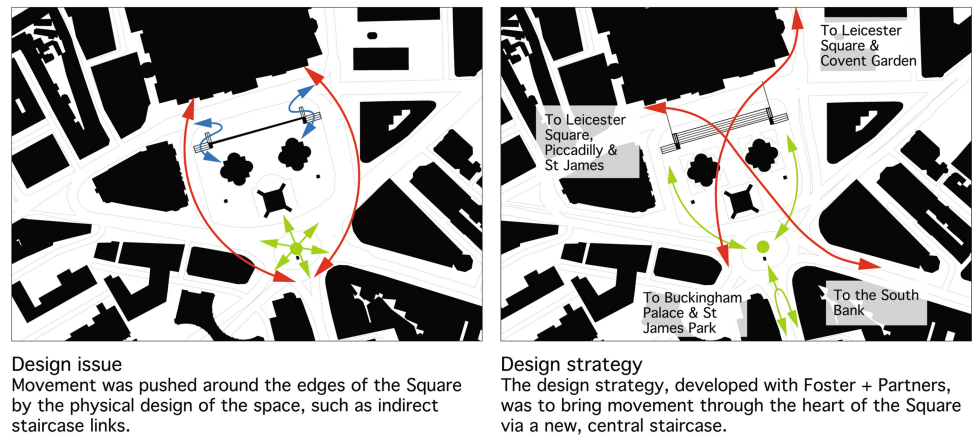 To Leicester
Square &
Covent Garden
To Leicester
Square,
Piccadilly &
St James
To Buckingham
Palace & St
James Park
To the South
Bank
Design issue
Movement was pushed around the edges of the Square
by the physical design of the space, such as indirect
staircase links.
Design strategy
The design strategy, developed with Foster + Partners,
was to bring movement through the heart of the Square
via a new, central staircase.